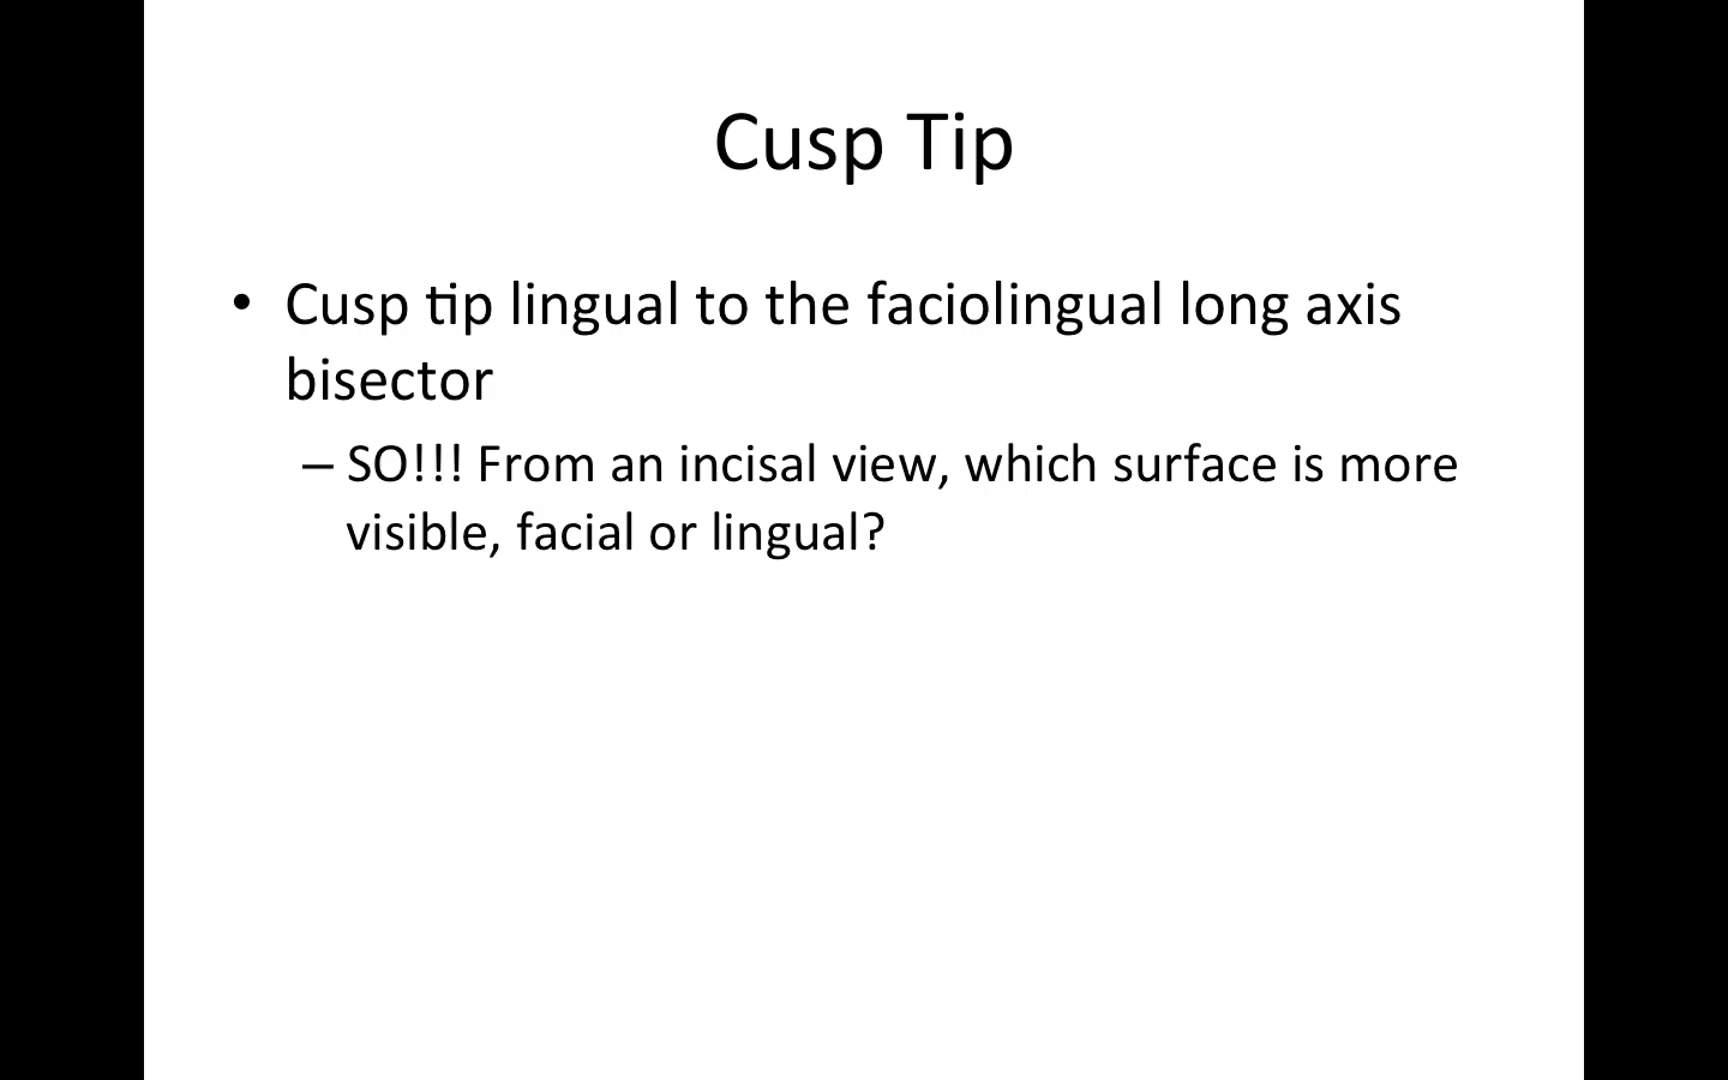 Cusp Tip
• Cusp tip lingual to the faciolingual long axis
bisector
– SO!!! From an incisal view, which surface is more
visible, facial or lingual?